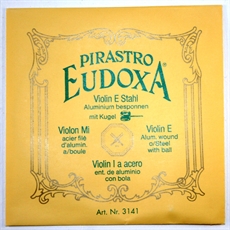 PIRASTRO
EUDOXA®
Violin E Stahl
Aluminium besponnen
mit Kugel
Violon Mi
acier filé
d'alumin.
a/boule
Violin E
Alum. wound
on steel
with ball
Violin I a acero
ent. de aluminio
con bola
Art. Nr. 3141